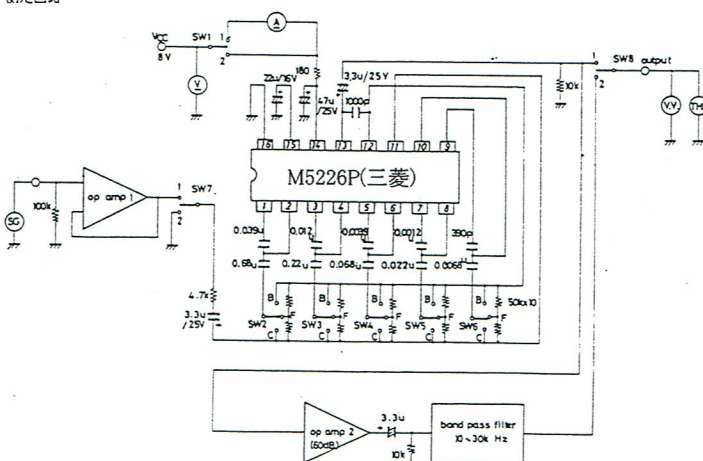 Vcc
8V
SW1
1
2
A
V
180
22u/16V
47u
/25V
3.3u/25V
1000p
10k
1
2
SW8
output
V.V
16 15 14 13 12 11 10 9
M5226P(三菱)
1 2 3 4 5 6 7 8
SG
100k
op amp 1
1
2
SW7
0.039u
0.012
0.0039
0.0012
390p
0.68u
0.22u
0.068u
0.022u
0.0068u
4.7k
3.3u
/25V
B
F
C
SW2
B
F
C
SW3
B
F
C
SW4
B
F
C
SW5
B
F
C
SW6
50kx10
op amp 2
(60dB)
3.3u
10k
band pass filter
10~30k Hz